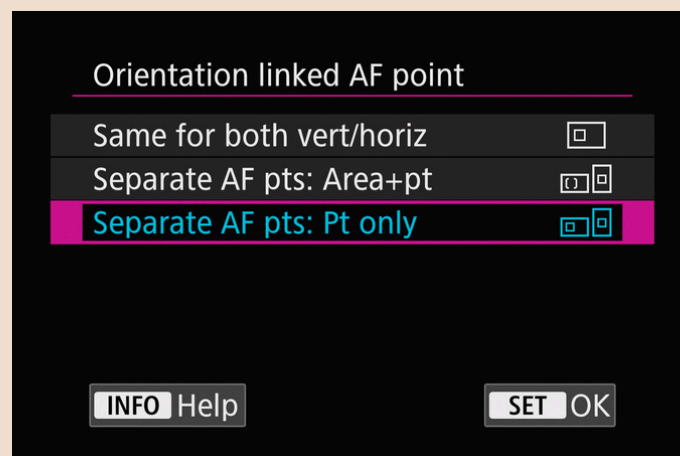 Orientation linked AF point
Same for both vert/horiz
Separate AF pts: Area+pt
Separate AF pts: Pt only
INFO Help
SET OK